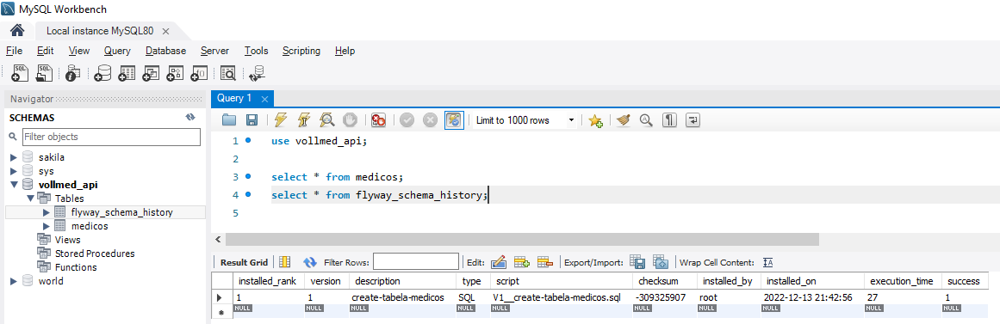 MySQL Workbench
Local instance MySQL80 ×
File Edit View Query Database Server Tools Scripting Help
Navigator
SCHEMAS
Filter objects
sakila
sys
vollmed_api
Tables
flyway_schema_history
medicos
Views
Stored Procedures
Functions
world
Query 1 ×
Limit to 1000 rows
1 use vollmed_api;
2
3 select * from medicos;
4 select * from flyway_schema_history;
5
Result Grid Filter Rows: Edit: Export/Import: Wrap Cell Content:
installed_rank version description type script checksum installed_by installed_on execution_time success
1 1 create-tabela-medicos SQL V1__create-tabela-medicos.sql -309325907 root 2022-12-13 21:42:56 27 1
NULL NULL NULL NULL NULL NULL NULL NULL NULL NULL